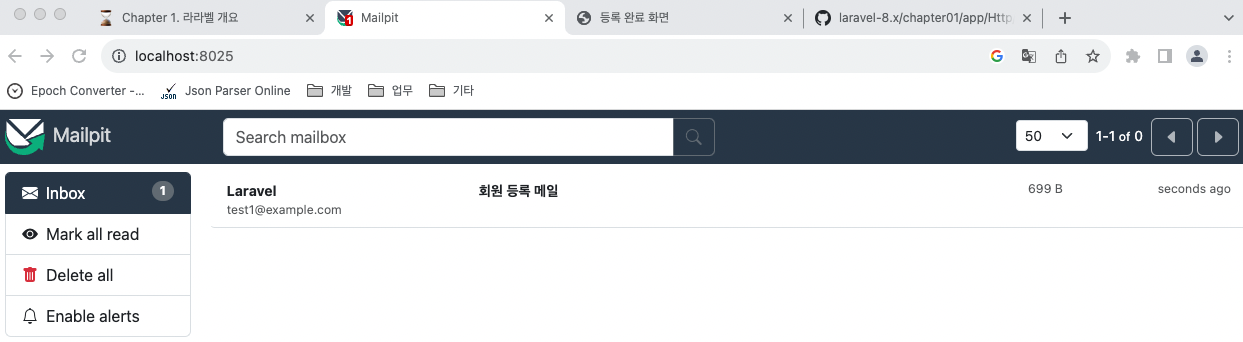 Chapter 1. 라라벨 개요
1
Mailpit
등록 완료 화면
laravel-8.x/chapter01/app/Http
localhost:8025
Epoch Converter -...
JSON
Json Parser Online
개발
업무
기타
Mailpit
Search mailbox
50
1-1 of 0
Inbox
1
Laravel
회원 등록 메일
699 B
seconds ago
test1@example.com
Mark all read
Delete all
Enable alerts